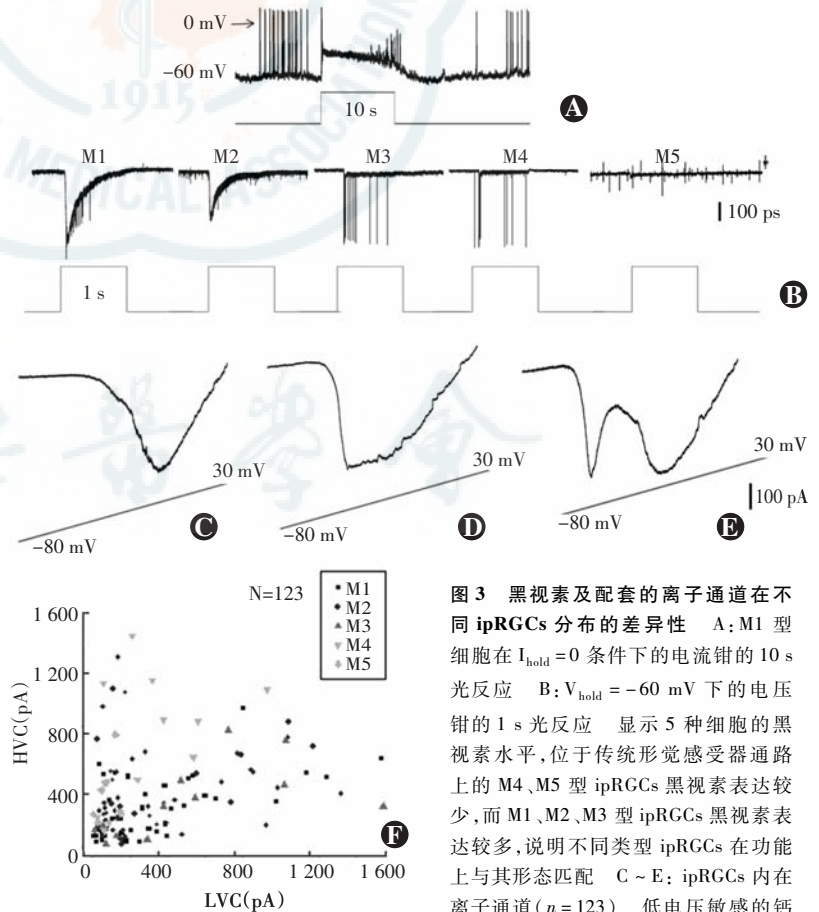 0 mV
−60 mV
10 s
A
M1 M2 M3 M4 M5
100 ps
1 s
B
30 mV
−80 mV
C
30 mV
−80 mV
D
30 mV
−80 mV
100 pA
E
N=123
M1
M2
M3
M4
M5
1 600
1 200
800
400
0
HVC(pA)
0 400 800 1 200 1 600
LVC(pA)
F
图 3 黑视素及配套的离子通道在不
同 ipRGCs 分布的差异性 A:M1 型
细胞在 Ihold =0 条件下的电流钳的 10 s
光反应 B:Vhold = −60 mV 下的电压
钳的 1 s 光反应 显示 5 种细胞的黑
视素水平,位于传统形觉感受器通路
上的 M4、M5 型 ipRGCs 黑视素表达较
少,而 M1、M2、M3 型 ipRGCs 黑视素表
达较多,说明不同类型 ipRGCs 在功能
上与其形态匹配 C ~ E: ipRGCs 内在
离子通道(n = 123) 低电压敏感的钙
1915
MEDICAL ASSOCIATION
醫學會